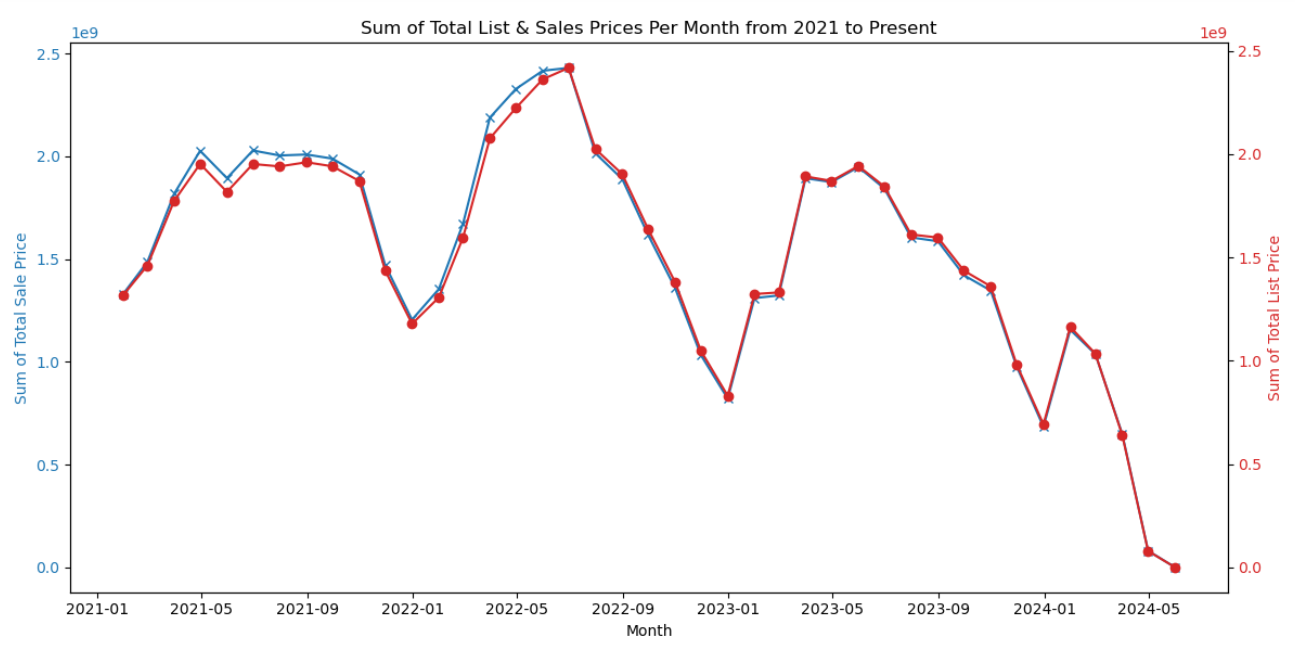 Sum of Total List & Sales Prices Per Month from 2021 to Present
1e9
1e9
2.5
2.0
1.5
1.0
0.5
0.0
Sum of Total Sale Price
2.5
2.0
1.5
1.0
0.5
0.0
Sum of Total List Price
2021-01 2021-05 2021-09 2022-01 2022-05 2022-09 2023-01 2023-05 2023-09 2024-01 2024-05
Month